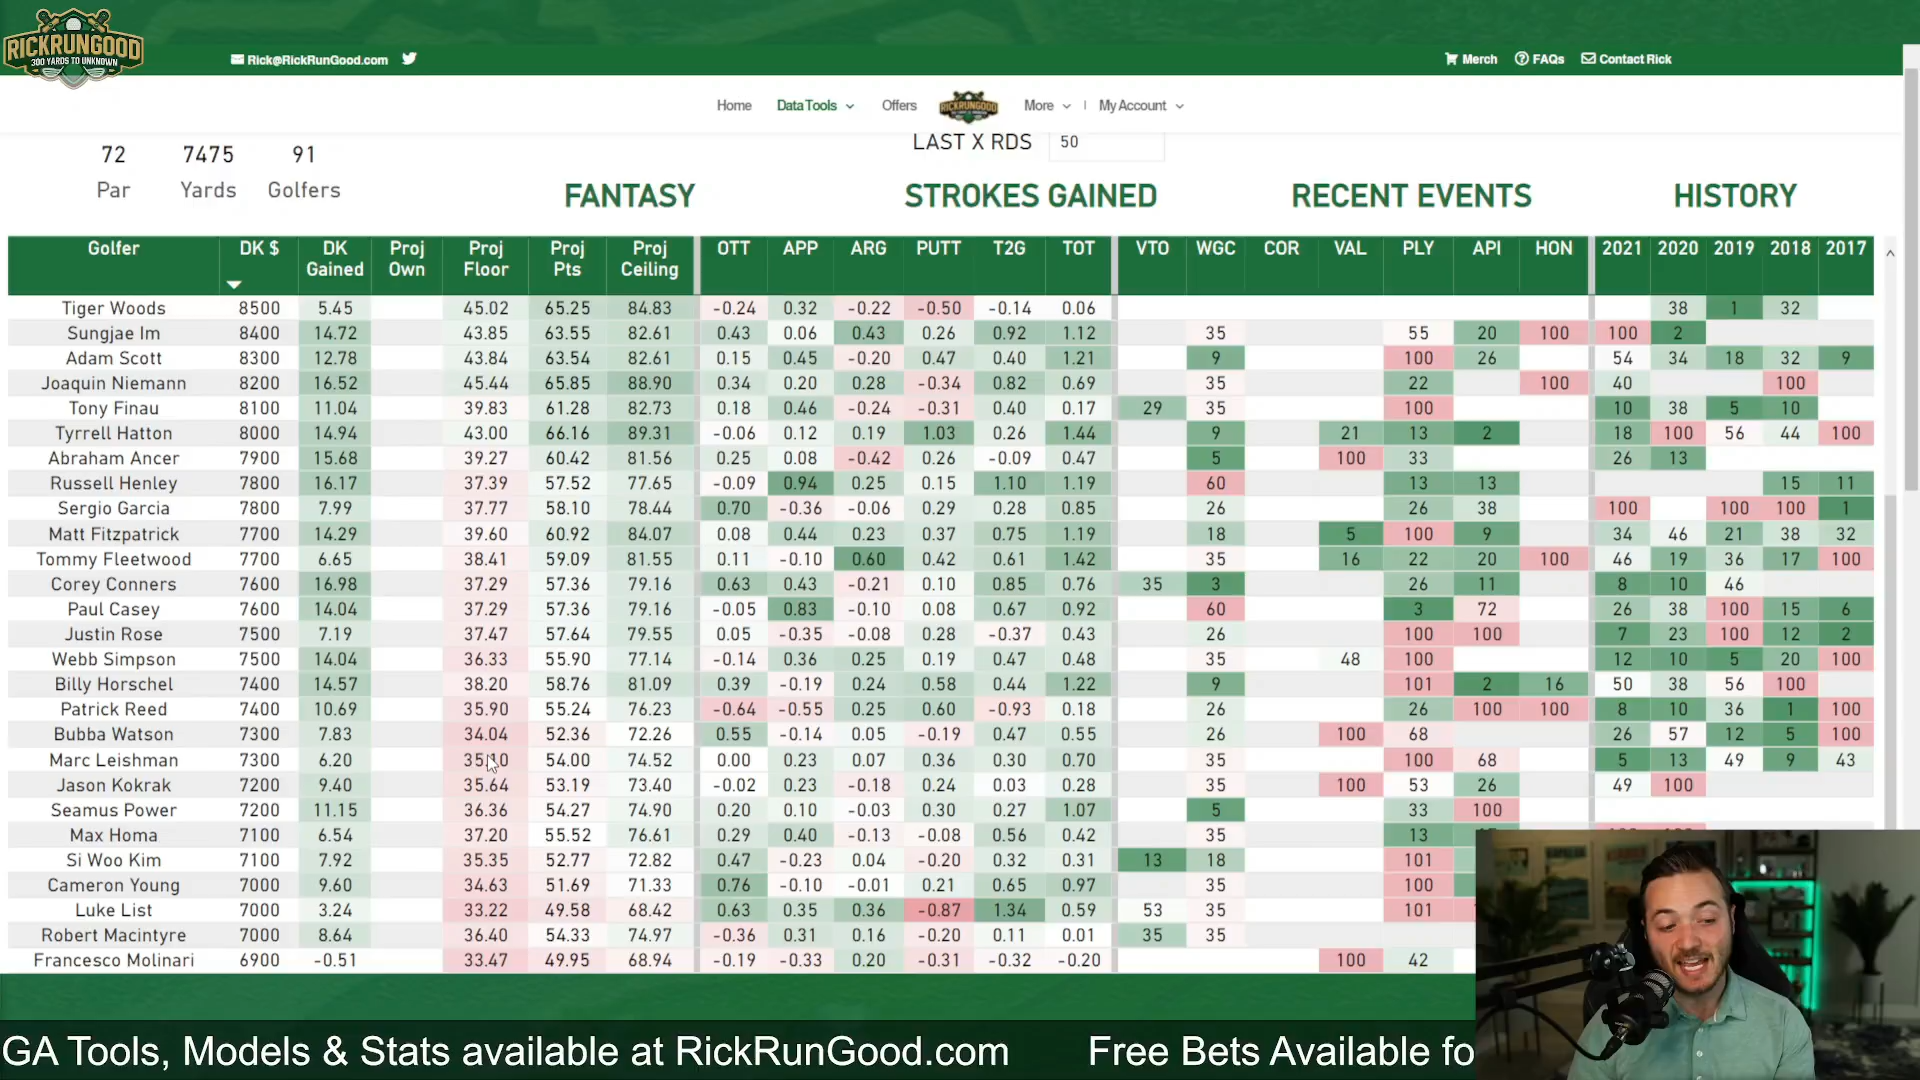 RICKRUNGOOD
300 YARDS TO UNKNOWN
Rick@RickRunGood.com
Merch FAQs Contact Rick
Home Data Tools Offers RICKRUNGOOD More | My Account
LAST X RDS 50
72 7475 91
Par Yards Golfers
FANTASY STROKES GAINED RECENT EVENTS HISTORY
Golfer DK $ DK Gained Proj Own Proj Floor Proj Pts Proj Ceiling OTT APP ARG PUTT T2G TOT VTO WGC COR VAL PLY API HON 2021 2020 2019 2018 2017
Tiger Woods 8500 5.45 45.02 65.25 84.83 -0.24 0.32 -0.22 -0.50 -0.14 0.06 38 1 32
Sungjae Im 8400 14.72 43.85 63.55 82.61 0.43 0.06 0.43 0.26 0.92 1.12 35 55 20 100 100 2
Adam Scott 8300 12.78 43.84 63.54 82.61 0.15 0.45 -0.20 0.47 0.40 1.21 9 100 26 54 34 18 32 9
Joaquin Niemann 8200 16.52 45.44 65.85 88.90 0.34 0.20 0.28 -0.34 0.82 0.69 35 22 100 40 100
Tony Finau 8100 11.04 39.83 61.28 82.73 0.18 0.46 -0.24 -0.31 0.40 0.17 29 35 100 10 38 5 10
Tyrrell Hatton 8000 14.94 43.00 66.16 89.31 -0.06 0.12 0.19 1.03 0.26 1.44 9 21 13 2 18 100 56 44 100
Abraham Ancer 7900 15.68 39.27 60.42 81.56 0.25 0.08 -0.42 0.26 -0.09 0.47 5 100 33 26 13
Russell Henley 7800 16.17 37.39 57.52 77.65 -0.09 0.94 0.25 0.15 1.10 1.19 60 13 13 15 11
Sergio Garcia 7800 7.99 37.77 58.10 78.44 0.70 -0.36 -0.06 0.29 0.28 0.85 26 26 38 100 100 100 1
Matt Fitzpatrick 7700 14.29 39.60 60.92 84.07 0.08 0.44 0.23 0.37 0.75 1.19 18 5 100 9 34 46 21 38 32
Tommy Fleetwood 7700 6.65 38.41 59.09 81.55 0.11 -0.10 0.60 0.42 0.61 1.42 35 16 22 20 100 46 19 36 17 100
Corey Conners 7600 16.98 37.29 57.36 79.16 0.63 0.43 -0.21 0.10 0.85 0.76 35 3 26 11 8 10 46
Paul Casey 7600 14.04 37.29 57.36 79.16 -0.05 0.83 -0.10 0.08 0.67 0.92 60 3 72 26 38 100 15 6
Justin Rose 7500 7.19 37.47 57.64 79.55 0.05 -0.35 -0.08 0.28 -0.37 0.43 26 100 100 7 23 100 12 2
Webb Simpson 7500 14.04 36.33 55.90 77.14 -0.14 0.36 0.25 0.19 0.47 0.48 35 48 100 12 10 5 20 100
Billy Horschel 7400 14.57 38.20 58.76 81.09 0.39 -0.19 0.24 0.58 0.44 1.22 9 101 2 16 50 38 56 100
Patrick Reed 7400 10.69 35.90 55.24 76.23 -0.64 -0.55 0.25 0.60 -0.93 0.18 26 26 100 100 8 10 36 1 100
Bubba Watson 7300 7.83 34.04 52.36 72.26 0.55 -0.14 0.05 -0.19 0.47 0.55 26 100 68 26 57 12 5 100
Marc Leishman 7300 6.20 54.00 74.52 0.00 0.23 0.07 0.36 0.30 0.70 35 100 68 5 13 49 9 43
Jason Kokrak 7200 9.40 35.64 53.19 73.40 -0.02 0.23 -0.18 0.24 0.03 0.28 35 100 53 26 49 100
Seamus Power 7200 11.15 36.36 54.27 74.90 0.20 0.10 -0.03 0.30 0.27 1.07 5 33 100
Max Homa 7100 6.54 37.20 55.52 76.61 0.29 0.40 -0.13 -0.08 0.56 0.42 35 13
Si Woo Kim 7100 7.92 35.35 52.77 72.82 0.47 -0.23 0.04 -0.20 0.32 0.31 13 18 101
Cameron Young 7000 9.60 34.63 51.69 71.33 0.76 -0.10 -0.01 0.21 0.65 0.97 35 100
Luke List 7000 3.24 33.22 49.58 68.42 0.63 0.35 0.36 -0.87 1.34 0.59 53 35 101
Robert Macintyre 7000 8.64 36.40 54.33 74.97 -0.36 0.31 0.16 -0.20 0.11 0.01 35 35
Francesco Molinari 6900 -0.51 33.47 49.95 68.94 -0.19 -0.33 0.20 -0.31 -0.32 -0.20 100 42
GA Tools, Models & Stats available at RickRunGood.com Free Bets Available fo